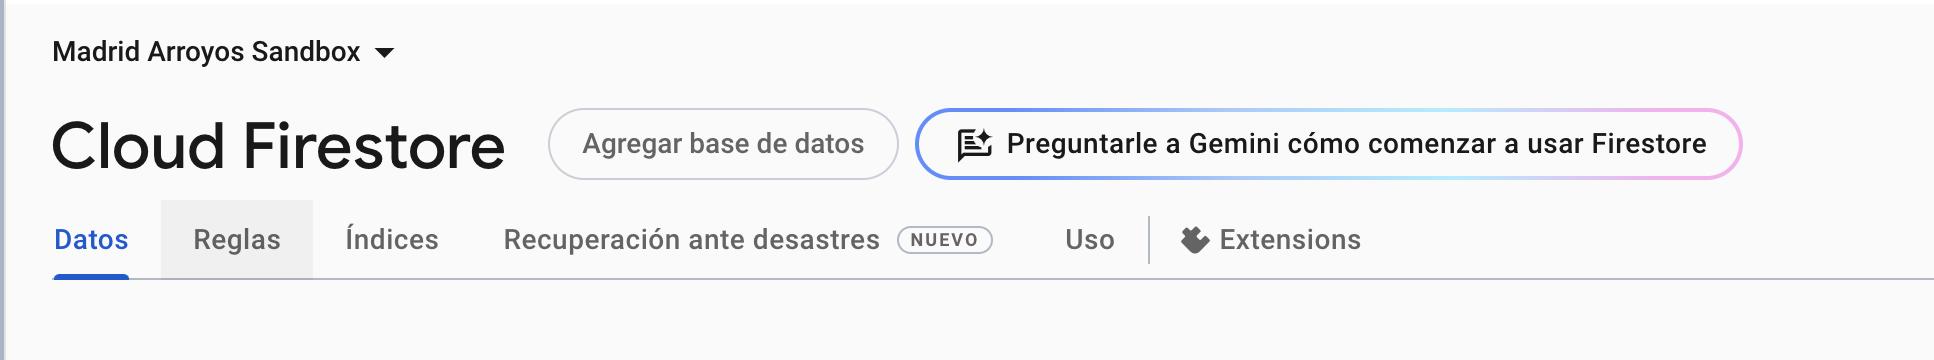 Madrid Arroyos Sandbox
Cloud Firestore
Agregar base de datos
Preguntarle a Gemini cómo comenzar a usar Firestore
Datos
Reglas
Índices
Recuperación ante desastres
NUEVO
Uso
Extensions